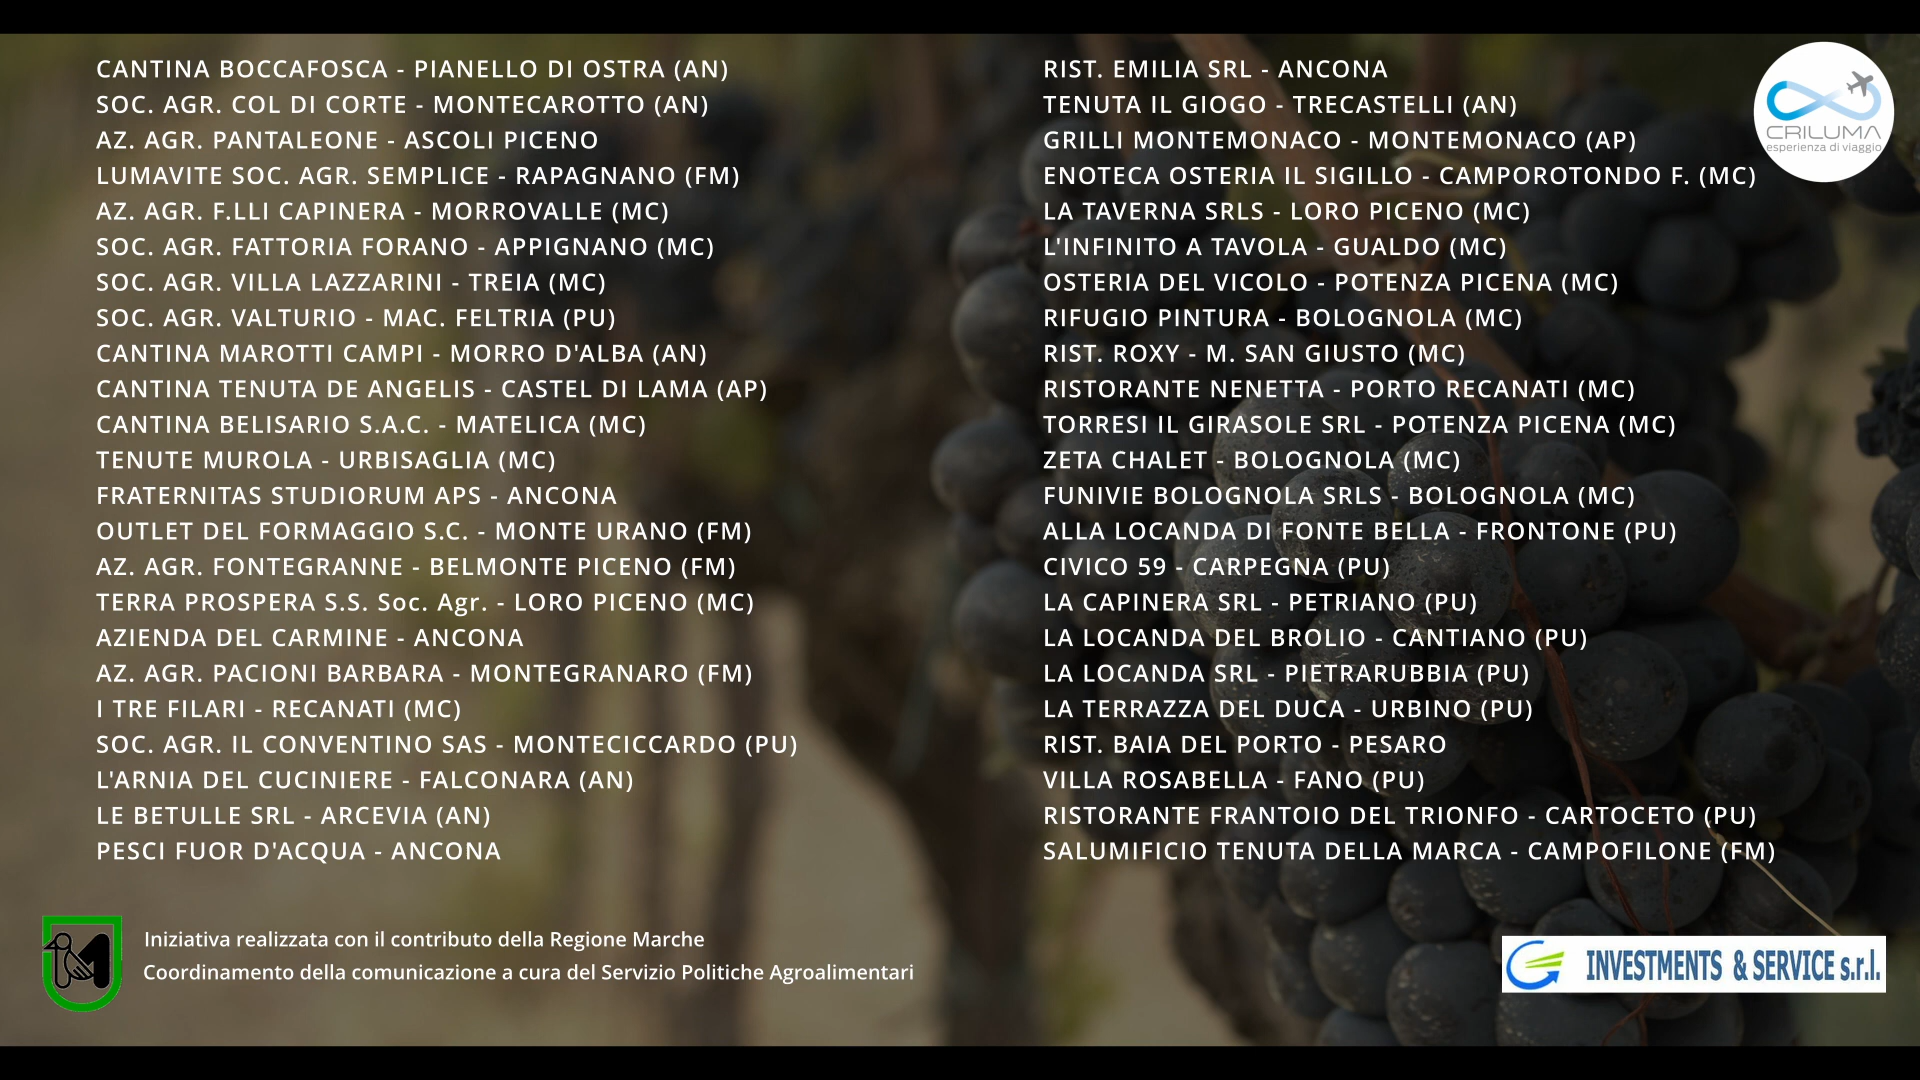 CANTINA BOCCAFOSCA - PIANELLO DI OSTRA (AN)
SOC. AGR. COL DI CORTE - MONTECAROTTO (AN)
AZ. AGR. PANTALEONE - ASCOLI PICENO
LUMAVITE SOC. AGR. SEMPLICE - RAPAGNANO (FM)
AZ. AGR. F.LLI CAPINERA - MORROVALLE (MC)
SOC. AGR. FATTORIA FORANO - APPIGNANO (MC)
SOC. AGR. VILLA LAZZARINI - TREIA (MC)
SOC. AGR. VALTURIO - MAC. FELTRIA (PU)
CANTINA MAROTTI CAMPI - MORRO D'ALBA (AN)
CANTINA TENUTA DE ANGELIS - CASTEL DI LAMA (AP)
CANTINA BELISARIO S.A.C. - MATELICA (MC)
TENUTE MUROLA - URBISAGLIA (MC)
FRATERNITAS STUDIORUM APS - ANCONA
OUTLET DEL FORMAGGIO S.C. - MONTE URANO (FM)
AZ. AGR. FONTEGRANNE - BELMONTE PICENO (FM)
TERRA PROSPERA S.S. Soc. Agr. - LORO PICENO (MC)
AZIENDA DEL CARMINE - ANCONA
AZ. AGR. PACIONI BARBARA - MONTEGRANARO (FM)
I TRE FILARI - RECANATI (MC)
SOC. AGR. IL CONVENTINO SAS - MONTECICCARDO (PU)
L'ARNIA DEL CUCINIERE - FALCONARA (AN)
LE BETULLE SRL - ARCEVIA (AN)
PESCI FUOR D'ACQUA - ANCONA
RIST. EMILIA SRL - ANCONA
TENUTA IL GIOGO - TRECASTELLI (AN)
GRILLI MONTEMONACO - MONTEMONACO (AP)
ENOTECA OSTERIA IL SIGILLO - CAMPOROTONDO F. (MC)
LA TAVERNA SRLS - LORO PICENO (MC)
L'INFINITO A TAVOLA - GUALDO (MC)
OSTERIA DEL VICOLO - POTENZA PICENA (MC)
RIFUGIO PINTURA - BOLOGNOLA (MC)
RIST. ROXY - M. SAN GIUSTO (MC)
RISTORANTE NENETTA - PORTO RECANATI (MC)
TORRESI IL GIRASOLE SRL - POTENZA PICENA (MC)
ZETA CHALET - BOLOGNOLA (MC)
FUNIVIE BOLOGNOLA SRLS - BOLOGNOLA (MC)
ALLA LOCANDA DI FONTE BELLA - FRONTONE (PU)
CIVICO 59 - CARPEGNA (PU)
LA CAPINERA SRL - PETRIANO (PU)
LA LOCANDA DEL BROLIO - CANTIANO (PU)
LA LOCANDA SRL - PIETRARUBBIA (PU)
LA TERRAZZA DEL DUCA - URBINO (PU)
RIST. BAIA DEL PORTO - PESARO
VILLA ROSABELLA - FANO (PU)
RISTORANTE FRANTOIO DEL TRIONFO - CARTOCETO (PU)
SALUMIFICIO TENUTA DELLA MARCA - CAMPOFILONE (FM)
CRILUMA
esperienza di viaggio
Iniziativa realizzata con il contributo della Regione Marche
Coordinamento della comunicazione a cura del Servizio Politiche Agroalimentari
INVESTMENTS & SERVICE s.r.l.